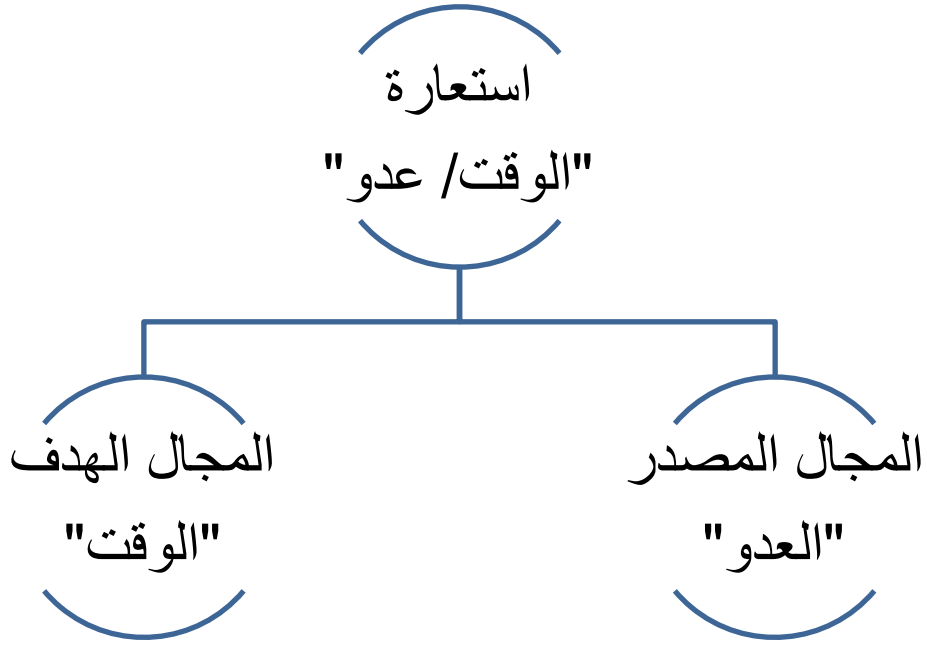 استعارة
"الوقت/ عدو"
المجال المصدر
"العدو"
المجال الهدف
"الوقت"